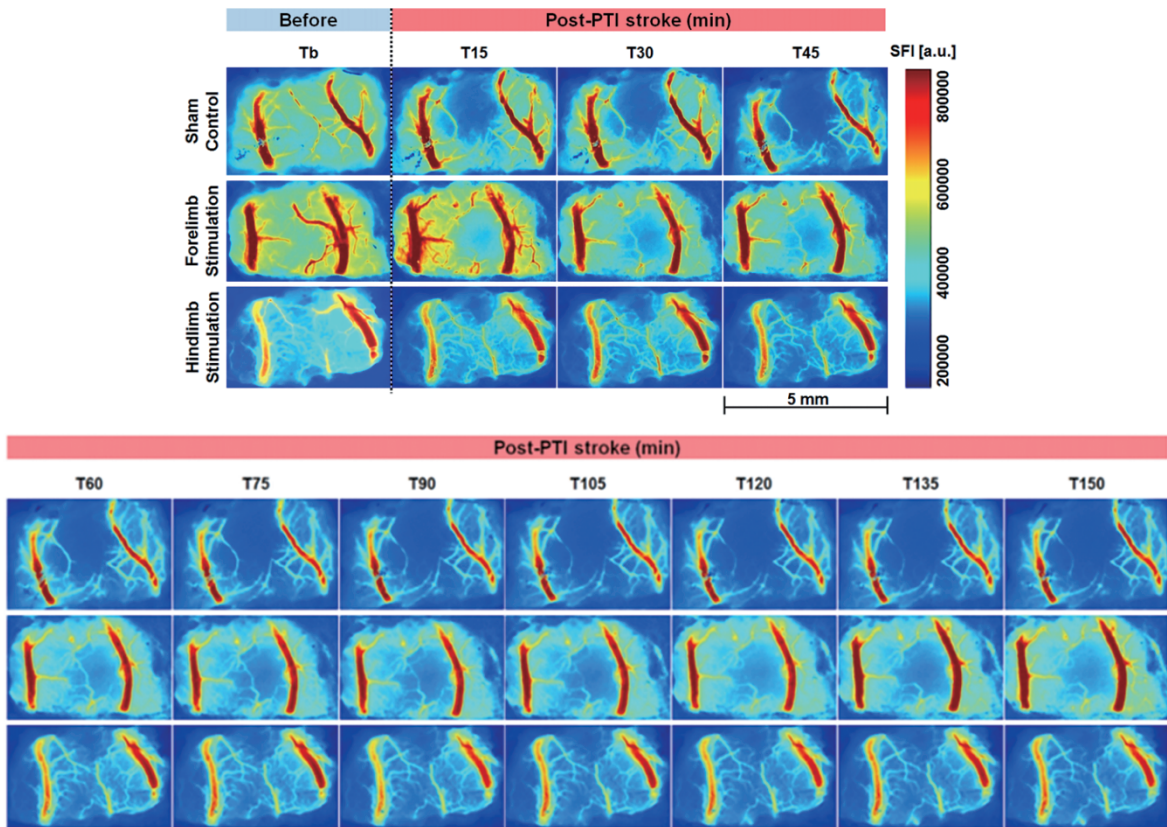 Before
Post-PTI stroke (min)
Tb
T15
T30
T45
SFI [a.u.]
Sham
Control
Forelimb
Stimulation
Hindlimb
Stimulation
800000
600000
400000
200000
5 mm
Post-PTI stroke (min)
T60
T75
T90
T105
T120
T135
T150